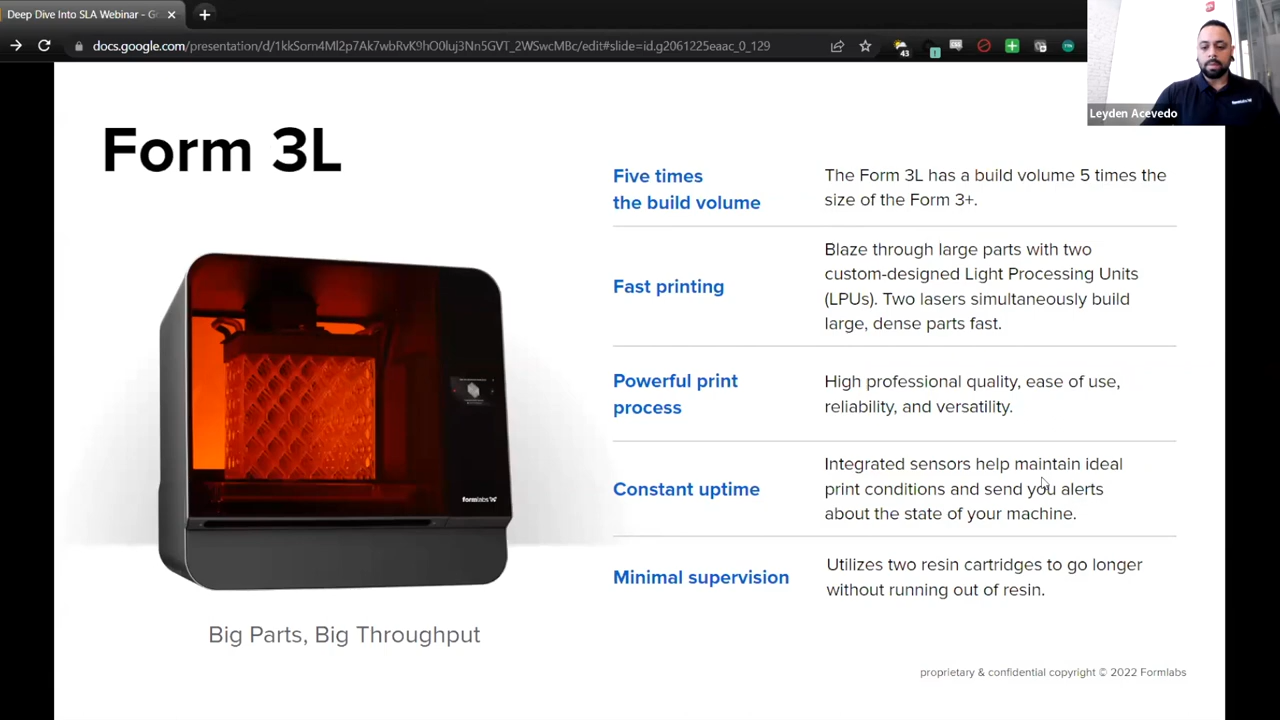 Deep Dive Into SLA Webinar - G
docs.google.com/presentation/d/1kkSorn4Ml2p7Ak7wbRvK9hO0luj3Nn5GVT_2WSwcMBc/edit#slide=id.g2061225eaac_0_129
43
Leyden Acevedo
formlabs
Form 3L
Five times
the build volume
The Form 3L has a build volume 5 times the
size of the Form 3+.
Fast printing
Blaze through large parts with two
custom-designed Light Processing Units
(LPUs). Two lasers simultaneously build
large, dense parts fast.
Powerful print
process
High professional quality, ease of use,
reliability, and versatility.
Constant uptime
Integrated sensors help maintain ideal
print conditions and send you alerts
about the state of your machine.
Minimal supervision
Utilizes two resin cartridges to go longer
without running out of resin.
formlabs
Big Parts, Big Throughput
proprietary & confidential copyright © 2022 Formlabs